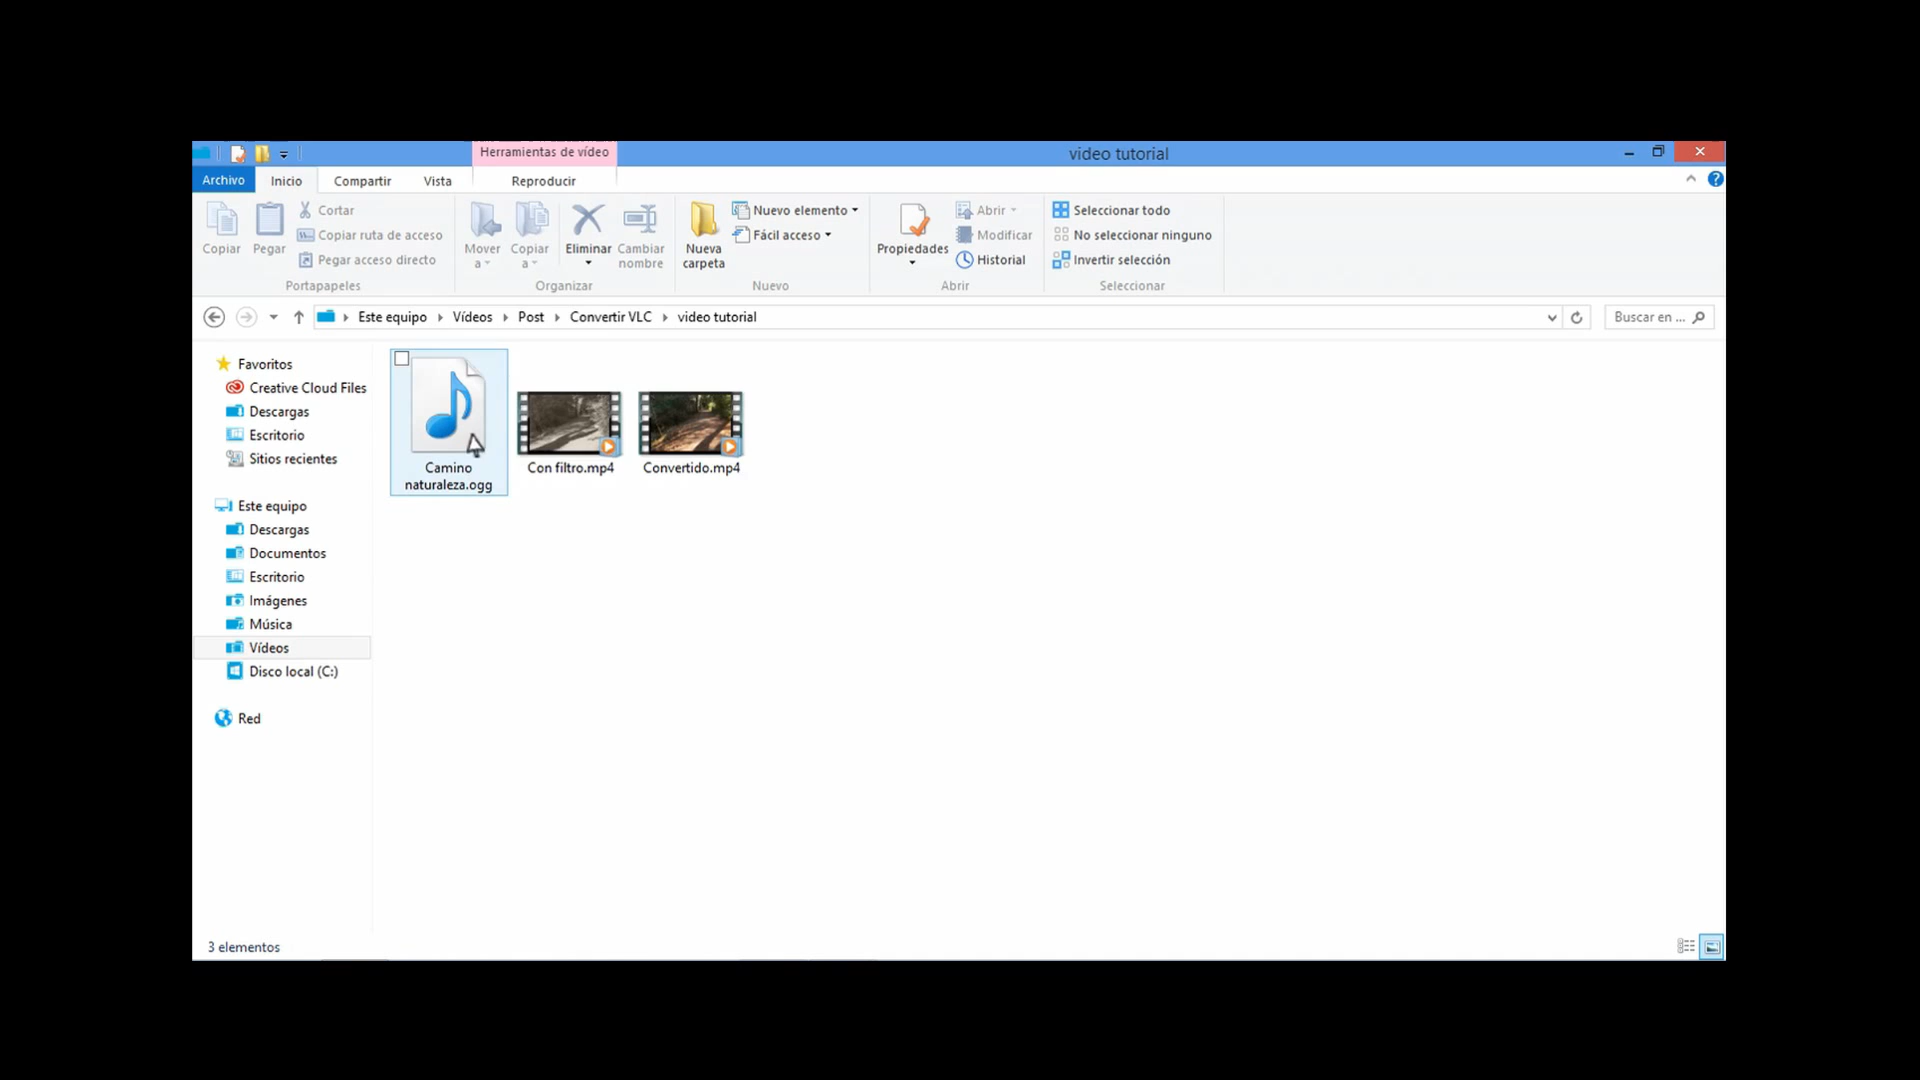 Herramientas de vídeo
video tutorial
Archivo Inicio Compartir Vista Reproducir
Copiar
Pegar
Cortar
Copiar ruta de acceso
Pegar acceso directo
Portapapeles
Mover
a
Copiar
a
Eliminar
Cambiar
nombre
Organizar
Nueva
carpeta
Nuevo elemento
Fácil acceso
Nuevo
Propiedades
Abrir
Modificar
Historial
Abrir
Seleccionar todo
No seleccionar ninguno
Invertir selección
Seleccionar
Este equipo Vídeos Post Convertir VLC video tutorial
Buscar en ...
Favoritos
Creative Cloud Files
Descargas
Escritorio
Sitios recientes
Este equipo
Descargas
Documentos
Escritorio
Imágenes
Música
Vídeos
Disco local (C:)
Red
Camino
naturaleza.ogg
Con filtro.mp4
Convertido.mp4
3 elementos